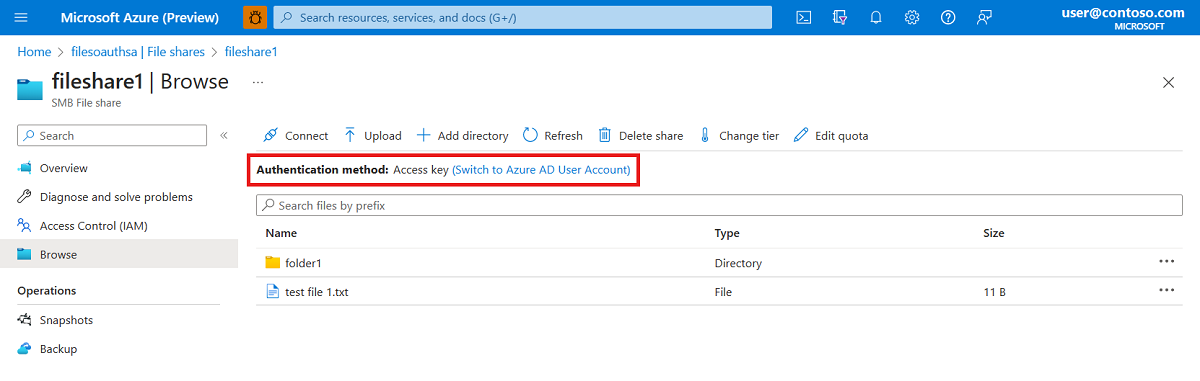 Microsoft Azure (Preview)
Search resources, services, and docs (G+/)
user@contoso.com
MICROSOFT
Home > filesoauthsa | File shares > fileshare1
fileshare1 | Browse ...
SMB File share
Search
Connect Upload Add directory Refresh Delete share Change tier Edit quota
Overview
Diagnose and solve problems
Access Control (IAM)
Browse
Operations
Snapshots
Backup
Authentication method: Access key (Switch to Azure AD User Account)
Search files by prefix
Name Type Size
folder1 Directory
test file 1.txt File 11 B